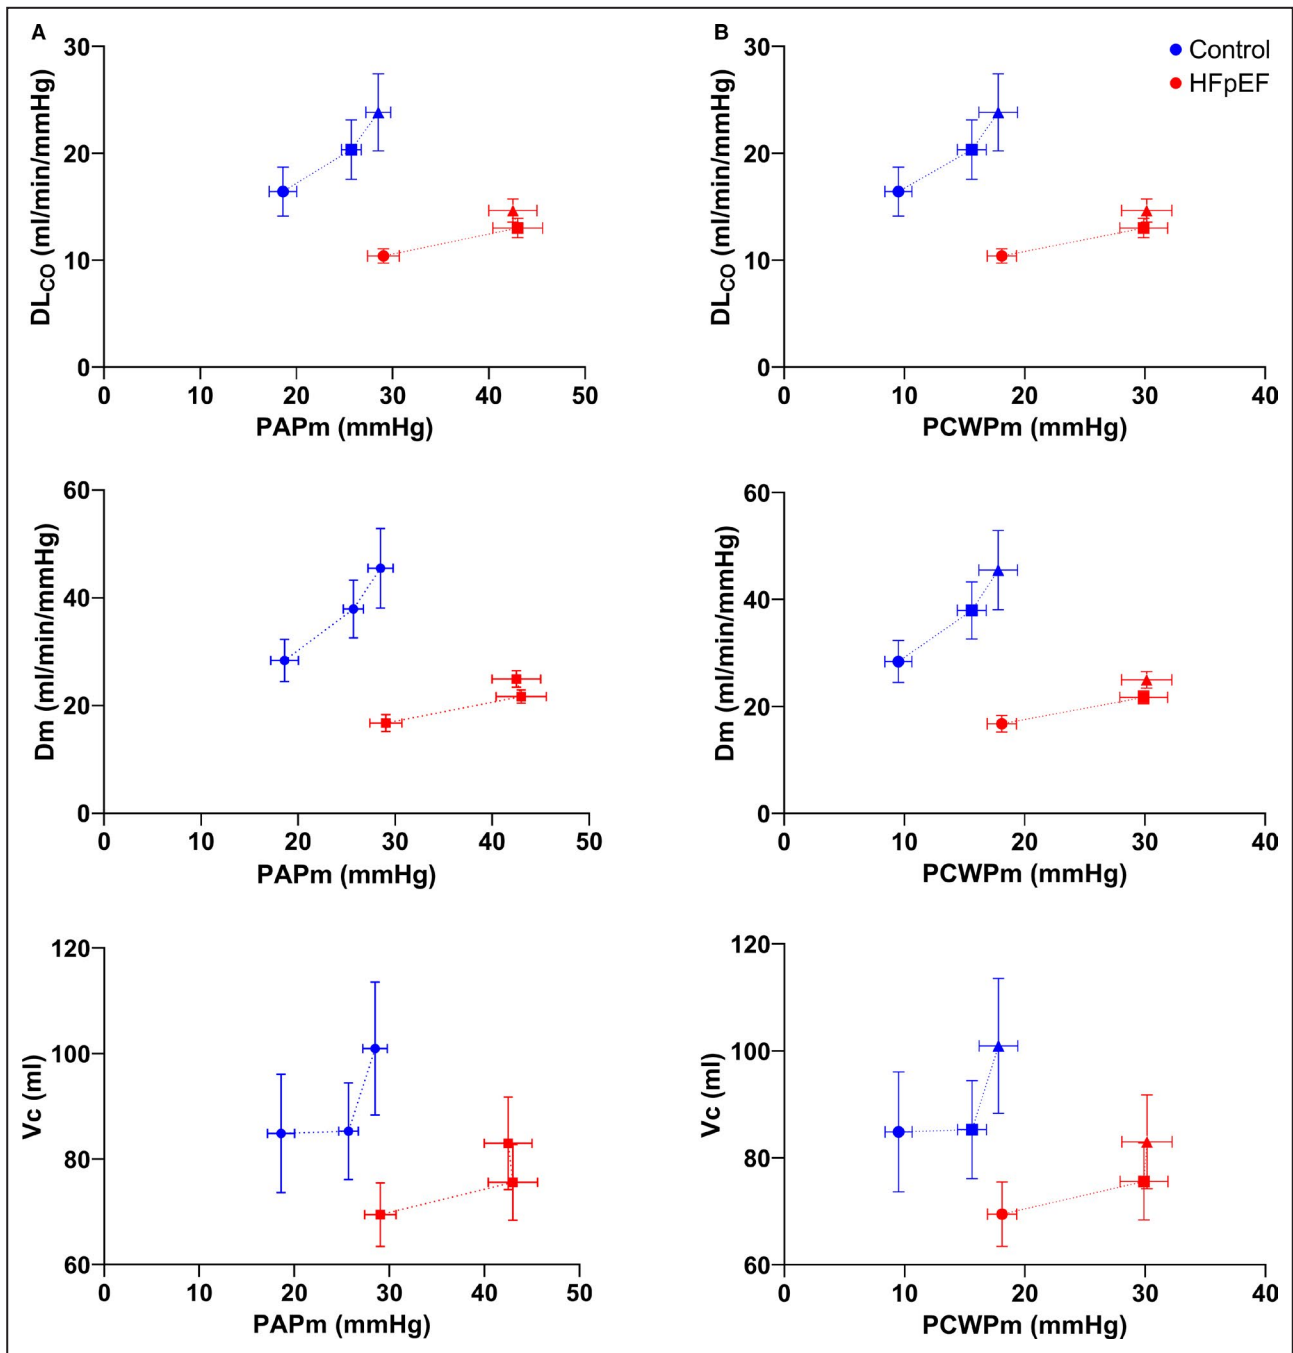 A
30
20
10
0
DLCO (ml/min/mmHg)
0 10 20 30 40 50
PAPm (mmHg)
B
Control
HFpEF
30
20
10
0
DLCO (ml/min/mmHg)
0 10 20 30 40
PCWPm (mmHg)
60
40
20
0
Dm (ml/min/mmHg)
0 10 20 30 40 50
PAPm (mmHg)
60
40
20
0
Dm (ml/min/mmHg)
0 10 20 30 40
PCWPm (mmHg)
120
100
80
60
Vc (ml)
0 10 20 30 40 50
PAPm (mmHg)
120
100
80
60
Vc (ml)
0 10 20 30 40
PCWPm (mmHg)